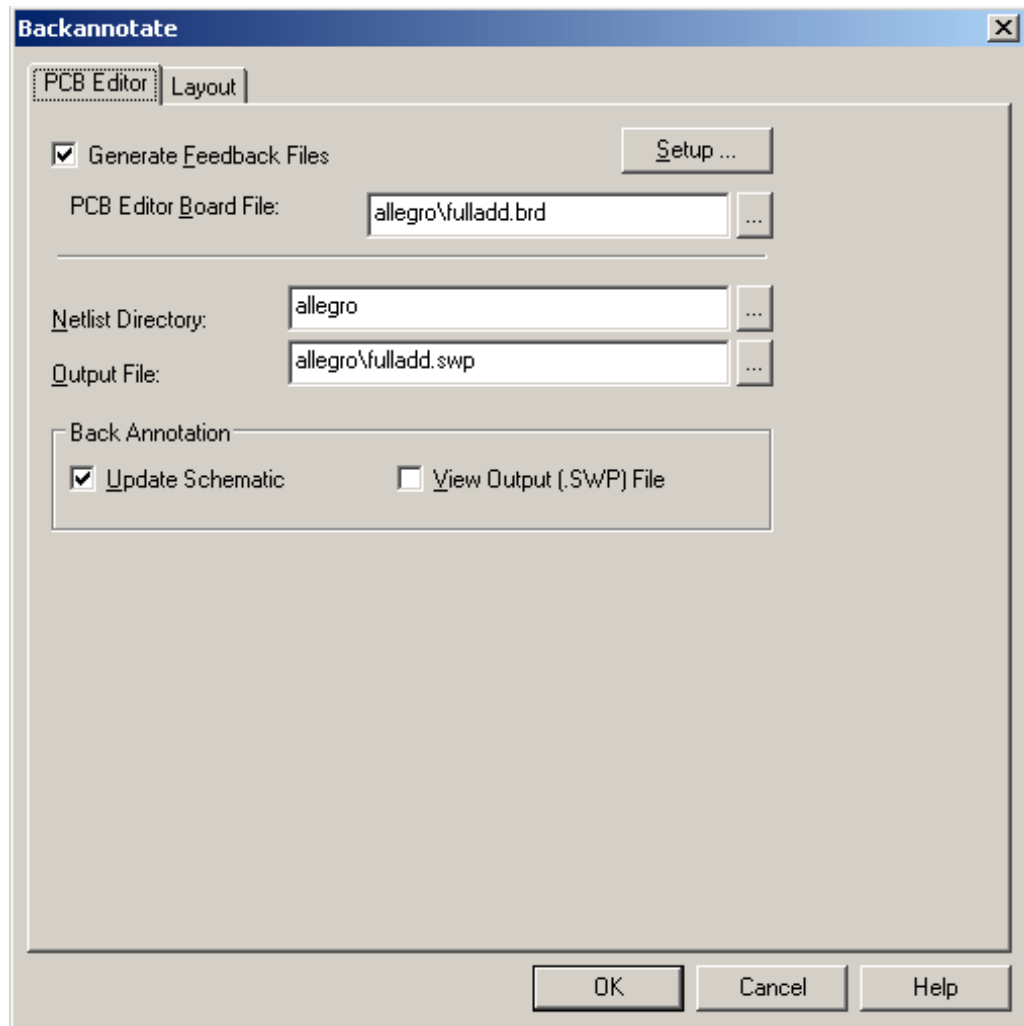 Backannotate
PCB Editor Layout
Generate Feedback Files Setup ...
PCB Editor Board File: allegro\fulladd.brd ...
Netlist Directory: allegro ...
Output File: allegro\fulladd.swp ...
Back Annotation
Update Schematic View Output (.SWP) File
OK Cancel Help